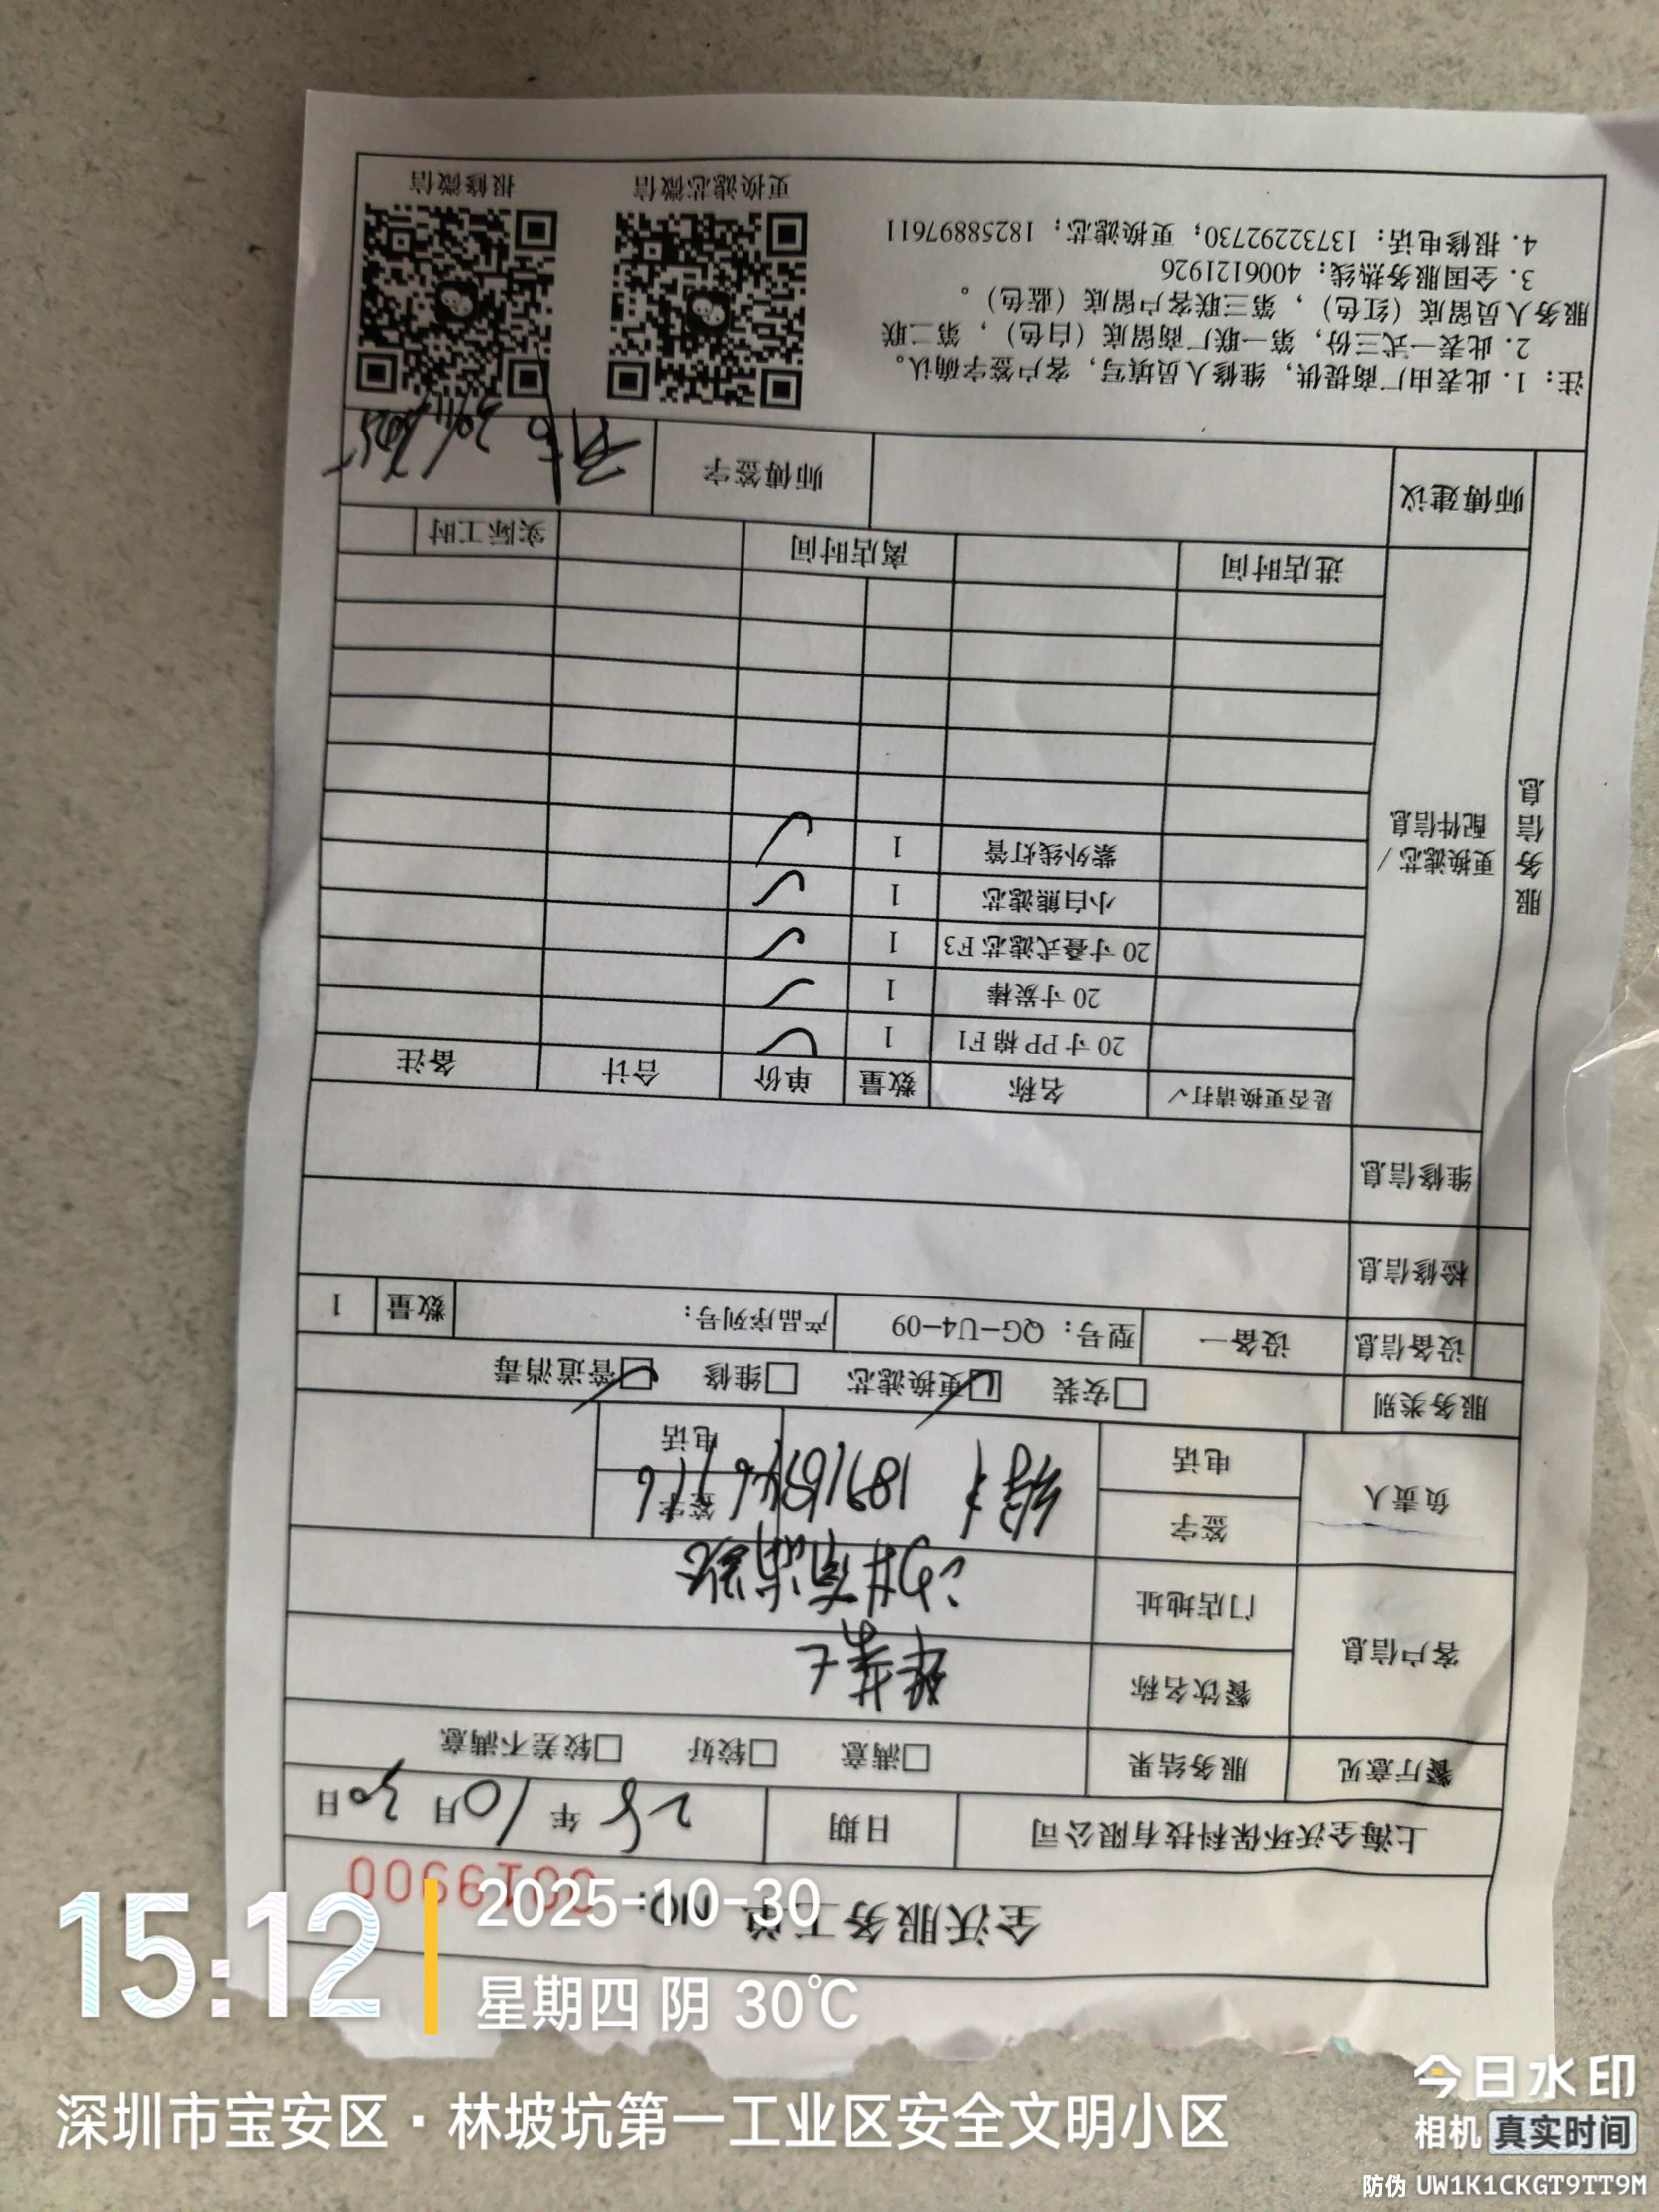 全沃服务工单 NO:
上海全沃环保科技有限公司 日期 25年10月30日
餐厅意见 服务结果 □满意 □较好 □较差不满意
客户信息 餐饮名称
门店地址
负责人 签字 签字
电话 电话
服务类别 □安装 ☑更换滤芯 □维修 ☑管道消毒
设备信息 设备一 型号：QG-U4-09 产品序列号： 数量 1
检修信息
维修信息
服务信息
更换滤芯/配件信息
是否更换请打√ 名称 数量 单价 合计 备注
20寸PP棉F1 1 ✓
20寸炭棒 1 ✓
20寸叠式滤芯F3 1 ✓
小白熊滤芯 1 ✓
紫外线灯管 1 ✓
进店时间 离店时间 实际工时
师傅建议 师傅签字
注：1. 此表由厂商提供，维修人员填写，客户签字确认。
2. 此表一式三份，第一联厂商留底（白色），第二联
服务人员留底（红色），第三联客户留底（蓝色）。
3. 全国服务热线：4006121926
4. 报修电话：13732292730；更换滤芯：18258897611
更换滤芯微信 报修微信
15:12
2025-10-30
星期四 阴 30℃
深圳市宝安区·林坡坑第一工业区安全文明小区
今日水印
相机 真实时间
防伪 UW1K1CKGT9TT9M